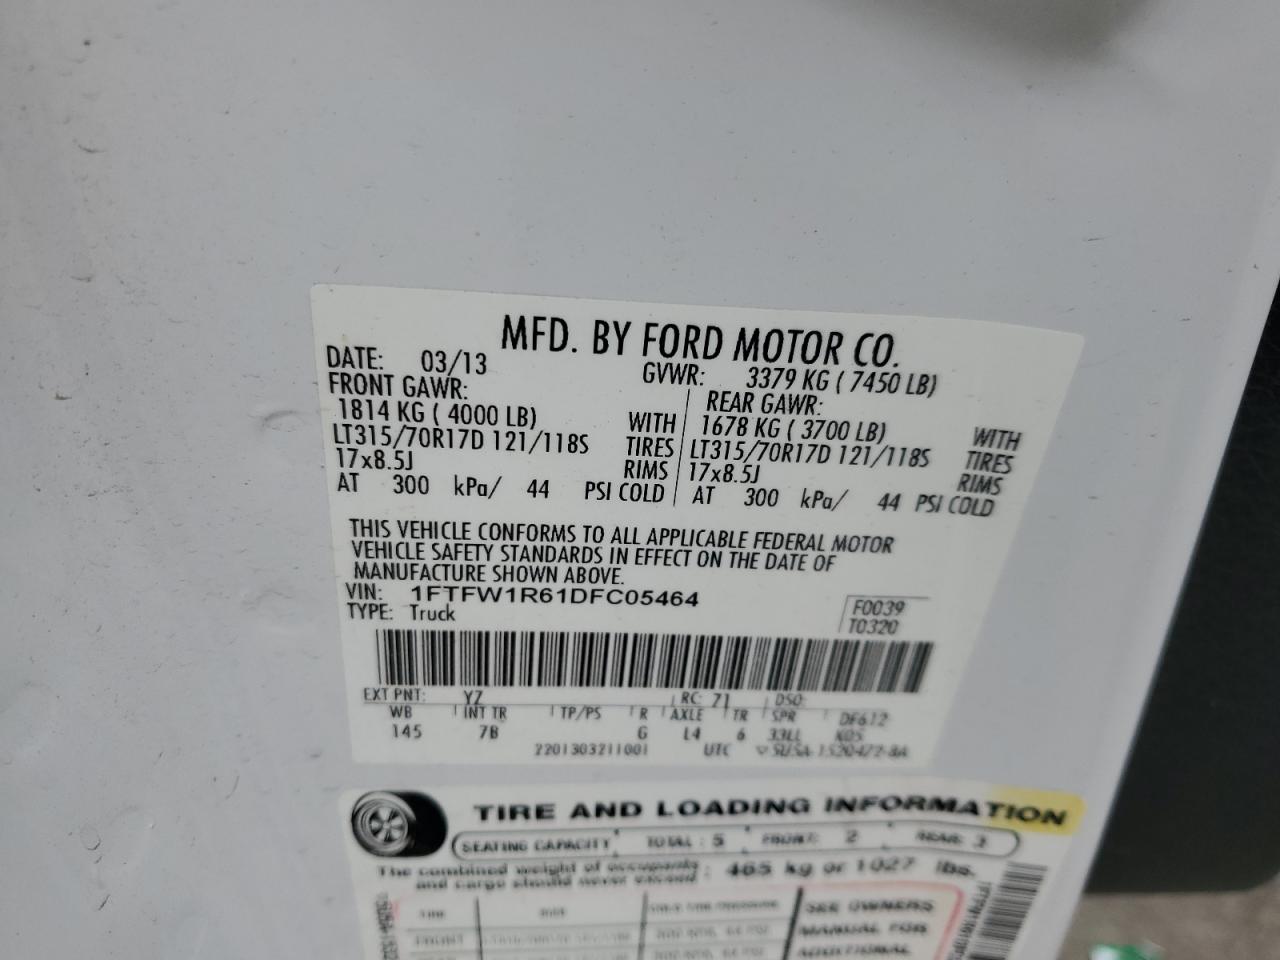 MFD. BY FORD MOTOR CO.
DATE: 03/13 GVWR: 3379 KG ( 7450 LB)
FRONT GAWR: REAR GAWR:
1814 KG ( 4000 LB) WITH 1678 KG ( 3700 LB) WITH
LT315/70R17D 121/118S TIRES LT315/70R17D 121/118S TIRES
17x8.5J RIMS 17x8.5J RIMS
AT 300 kPa/ 44 PSI COLD AT 300 kPa/ 44 PSI COLD
THIS VEHICLE CONFORMS TO ALL APPLICABLE FEDERAL MOTOR
VEHICLE SAFETY STANDARDS IN EFFECT ON THE DATE OF
MANUFACTURE SHOWN ABOVE.
VIN: 1FTFW1R61DFC05464
TYPE: Truck
F0039
T0320
EXT PNT: YZ RC: 71 DSO:
WB INT TR TP/PS R AXLE TR SPR DF612
145 7B G L4 6 33LL K05
2201303211001 UTC
TIRE AND LOADING INFORMATION
SEATING CAPACITY TOTAL : 5 FRONT: 2 REAR: 3
The combined weight of occupants
and cargo should never exceed : 465 kg or 1027 lbs.
TIRE
FRONT
SEE OWNERS
MANUAL FOR
ADDITIONAL